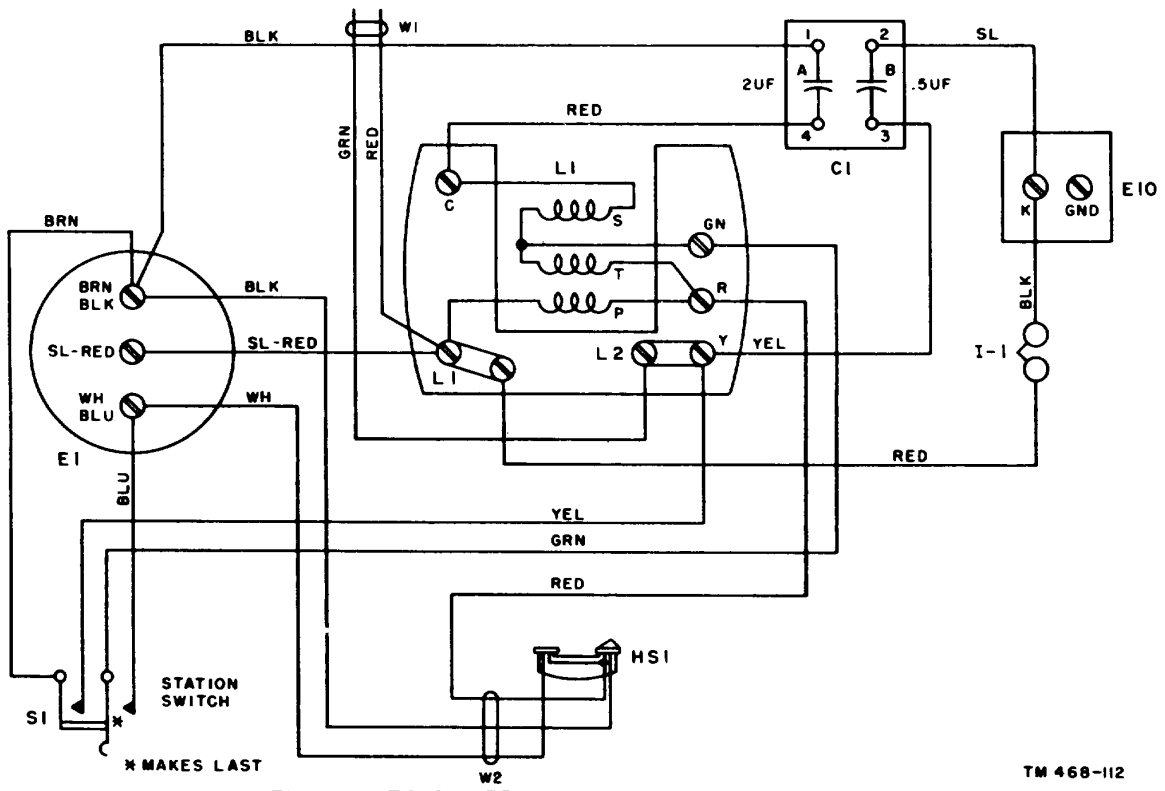 BLK
W1
1
2
SL
A
B
2UF
.5UF
4
3
C1
GRN
RED
RED
L1
C
S
GN
T
R
P
K
GND
E10
BRN
BRN
BLK
BLK
SL-RED
SL-RED
L1
L2
Y
YEL
BLK
I-1
WH
BLU
WH
E1
BLU
RED
YEL
GRN
RED
HS1
STATION
SWITCH
S1
*
* MAKES LAST
W2
TM 468-112